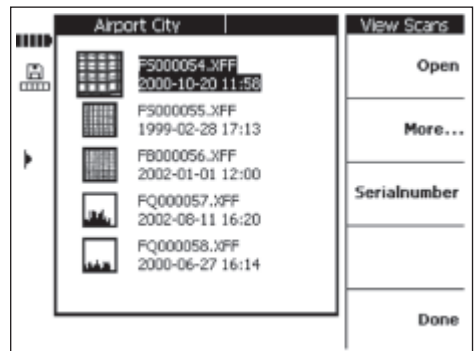 Airport City
View Scans
FS000054.XFF
2000-10-20 11:58
Open
FS000055.XFF
1999-02-28 17:13
More...
FB000056.XFF
2002-01-01 12:00
Serialnumber
FQ000057.XFF
2002-08-11 16:20
FQ000058.XFF
2000-06-27 16:14
Done